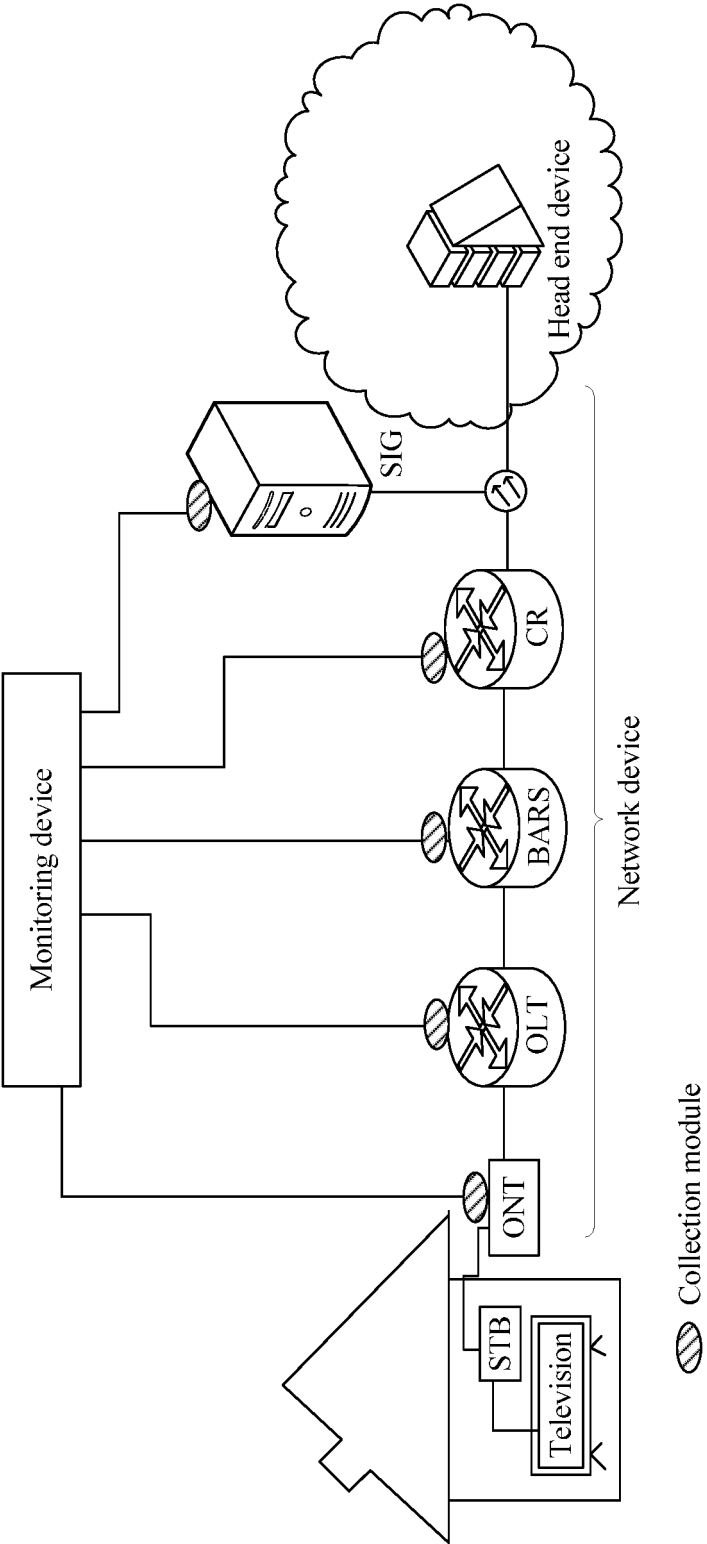 Monitoring device
SIG
Head end device
CR
BARS
OLT
ONT
STB
Television
Network device
Collection module